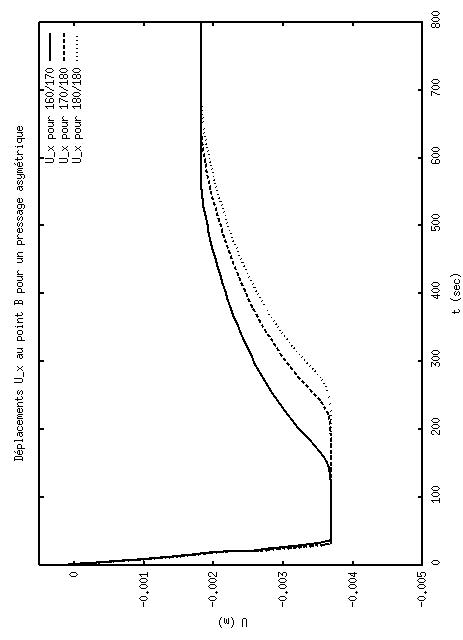 Déplacements U_x au point B pour un pressage asymétrique
U_x pour 160/170
U_x pour 170/180
U_x pour 180/180
U (m)
0
-0.001
-0.002
-0.003
-0.004
-0.005
0
100
200
300
400
500
600
700
800
t (sec)